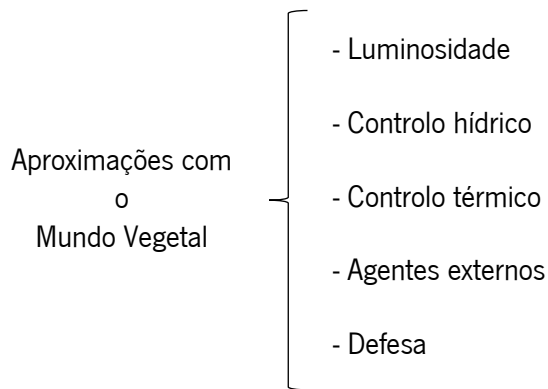 Aproximações com
o
Mundo Vegetal
- Luminosidade
- Controlo hídrico
- Controlo térmico
- Agentes externos
- Defesa